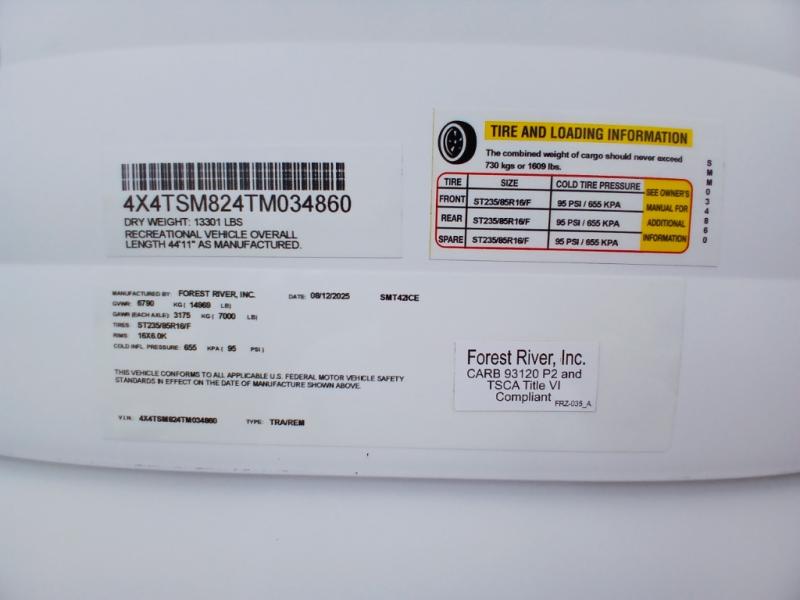 4X4TSM824TM034860
DRY WEIGHT: 13301 LBS
RECREATIONAL VEHICLE OVERALL
LENGTH 44'11" AS MANUFACTURED.
TIRE AND LOADING INFORMATION
The combined weight of cargo should never exceed
730 kgs or 1609 lbs.
TIRE SIZE COLD TIRE PRESSURE
FRONT ST235/85R16/F 95 PSI / 655 KPA
REAR ST235/85R16/F 95 PSI / 655 KPA
SPARE ST235/85R16/F 95 PSI / 655 KPA
SEE OWNER'S
MANUAL FOR
ADDITIONAL
INFORMATION
SMM034860
MANUFACTURED BY: FOREST RIVER, INC. DATE: 08/12/2025 SMT42ICE
GVWR: 6790 KG( 14969 LB)
GAWR (EACH AXLE): 3175 KG( 7000 LB)
TIRES: ST235/85R16/F
RIMS: 16X6.0K
COLD INFL. PRESSURE: 655 KPA( 95 PSI)
THIS VEHICLE CONFORMS TO ALL APPLICABLE U.S. FEDERAL MOTOR VEHICLE SAFETY
STANDARDS IN EFFECT ON THE DATE OF MANUFACTURE SHOWN ABOVE.
V.I.N.: 4X4TSM824TM034860 TYPE: TRA/REM
Forest River, Inc.
CARB 93120 P2 and
TSCA Title VI
Compliant
FRZ-035_A